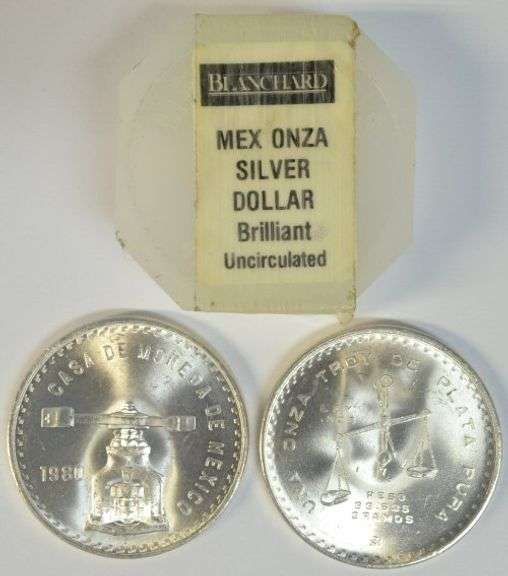 BLANCHARD
MEX ONZA
SILVER
DOLLAR
Brilliant
Uncirculated
CASA DE MONEDA DE MEXICO
1980
UNA ONZA TROY DE PLATA PURA
PESO
33.625
GRAMOS